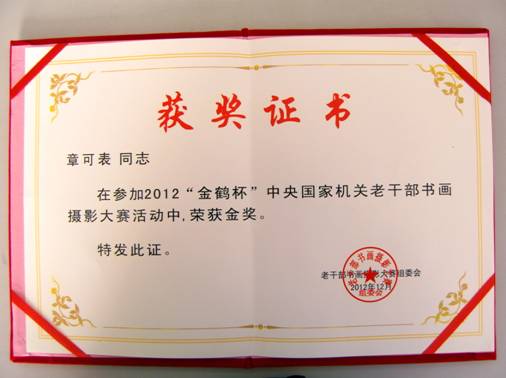 获奖证书
章可表 同志
在参加2012“金鹤杯”中央国家机关老干部书画
摄影大赛活动中,荣获金奖。
特发此证。
老干部书画摄影大赛组委会
2012年12月
组委会